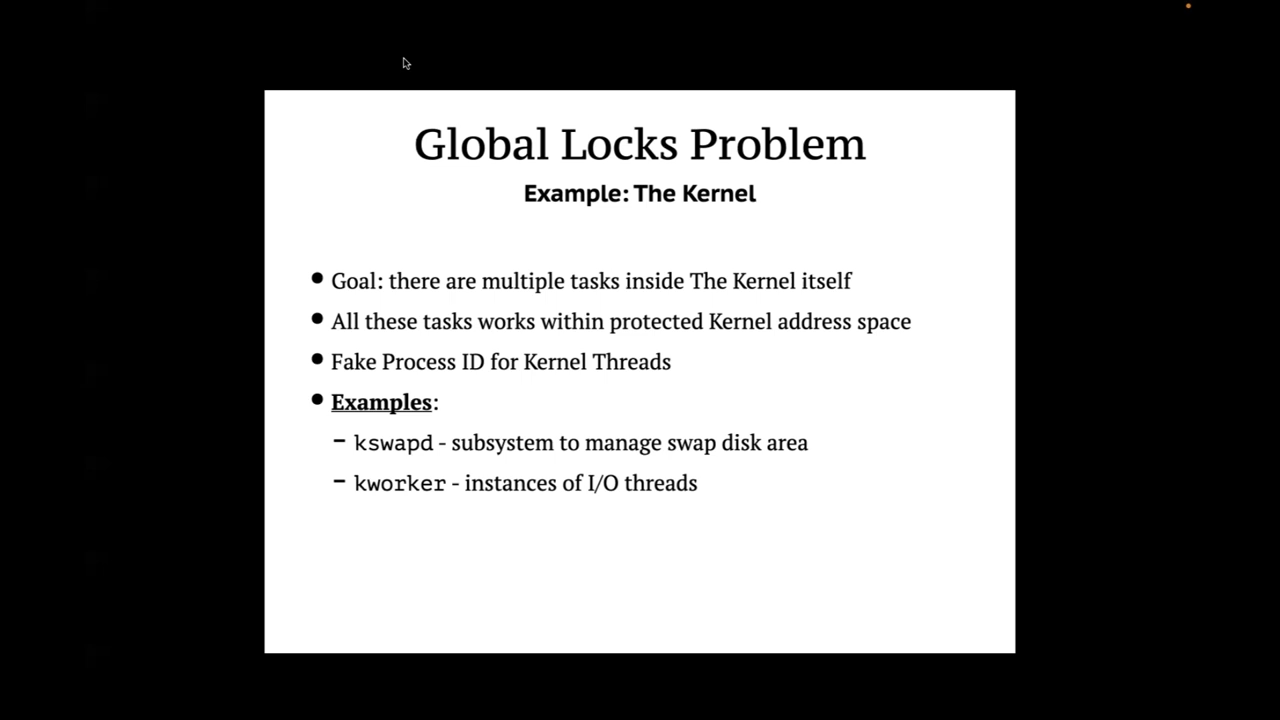 Global Locks Problem
Example: The Kernel
• Goal: there are multiple tasks inside The Kernel itself
• All these tasks works within protected Kernel address space
• Fake Process ID for Kernel Threads
• Examples:
– kswapd - subsystem to manage swap disk area
– kworker - instances of I/O threads